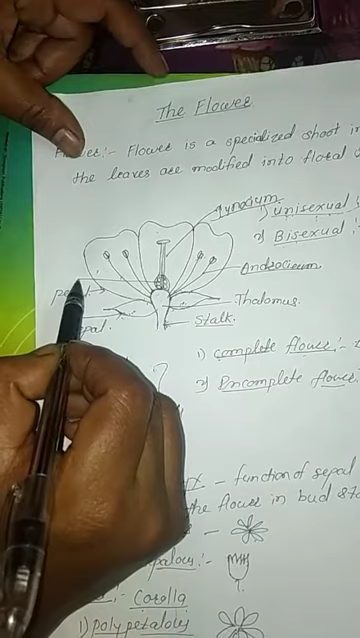 The Flower
Flower:- Flower is a specialized shoot in
the leaves are modified into floral
Gynoecium.
1) Unisexual
2) Bisexual :-
Androecium.
petal
Thalamus.
Stalk.
1) complete flower:-
2) Incomplete flower:-
- function of sepal
the flower in bud
Corolla
1) polypetalous